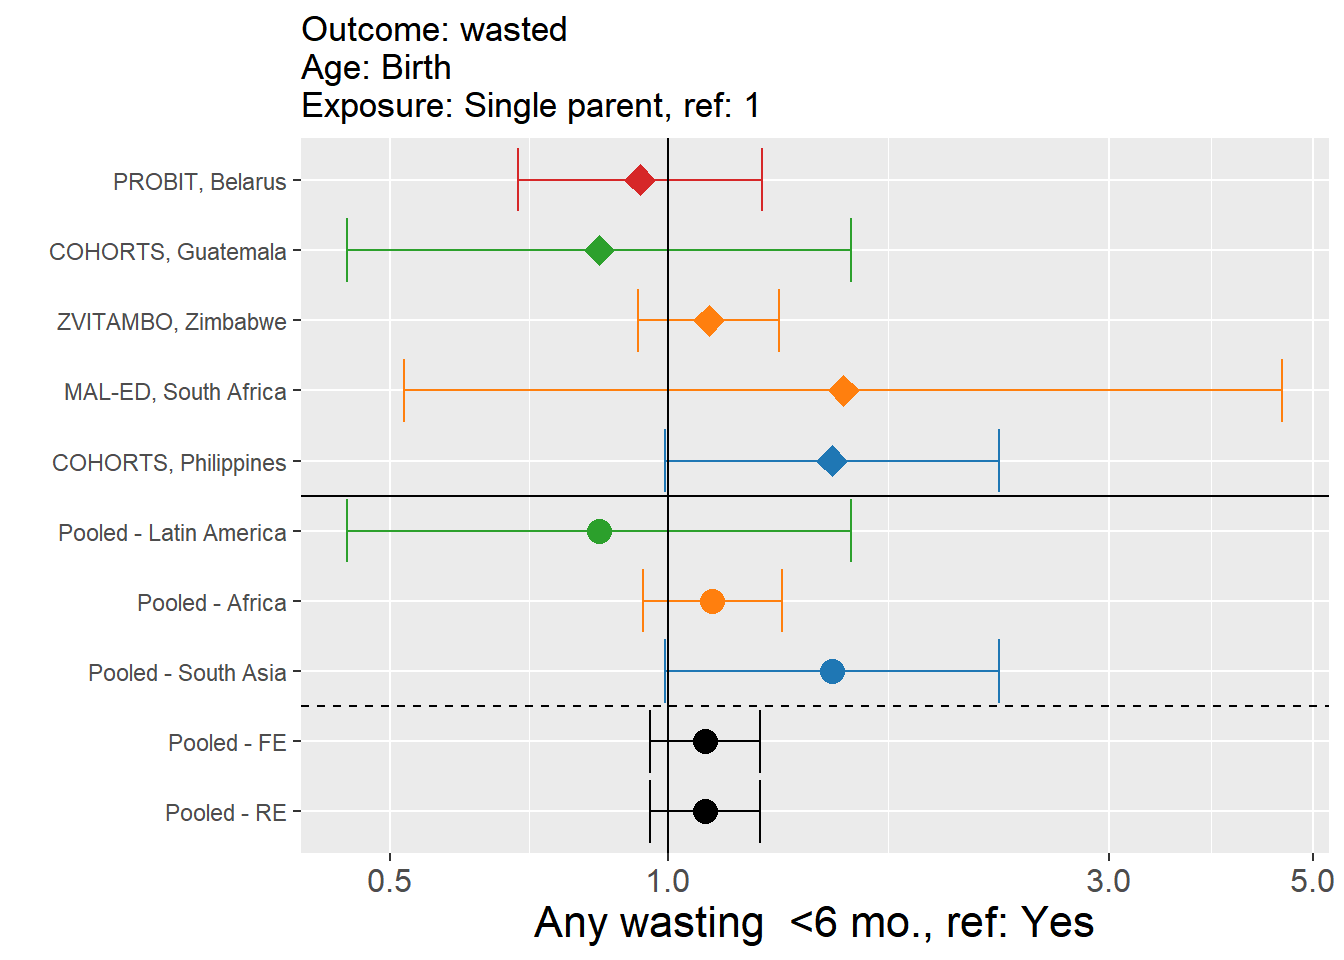 Outcome: wasted
Age: Birth
Exposure: Single parent, ref: 1
PROBIT, Belarus
COHORTS, Guatemala
ZVITAMBO, Zimbabwe
MAL-ED, South Africa
COHORTS, Philippines
Pooled - Latin America
Pooled - Africa
Pooled - South Asia
Pooled - FE
Pooled - RE
0.5 1.0 3.0 5.0
Any wasting  <6 mo., ref: Yes